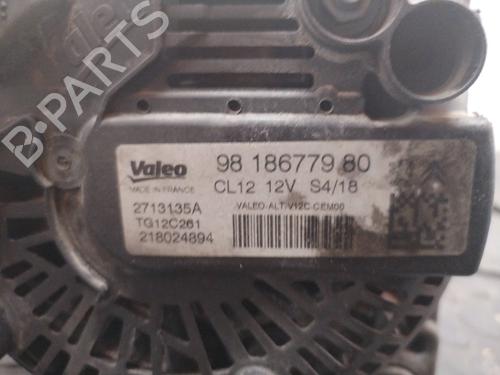 Valeo
B-PARTS
Valeo 98 186779 80
MADE IN FRANCE CL12 12V S4/18
2713135A VALEO-ALT-V12C-CEM00
TG12C261
218024894